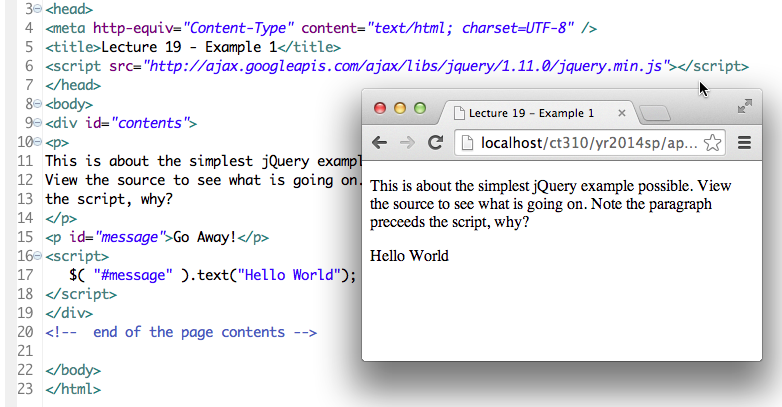 3 <head>
4 <meta http-equiv="Content-Type" content="text/html; charset=UTF-8" />
5 <title>Lecture 19 - Example 1</title>
6 <script src="http://ajax.googleapis.com/ajax/libs/jquery/1.11.0/jquery.min.js"></script>
7 </head>
8 <body>
9 <div id="contents">
10 <p>
11 This is about the simplest jQuery exampl
12 View the source to see what is going on.
13 the script, why?
14 </p>
15 <p id="message">Go Away!</p>
16 <script>
17 $( "#message" ).text("Hello World");
18 </script>
19 </div>
20 <!--  end of the page contents -->
21
22 </body>
23 </html>
Lecture 19 - Example 1
localhost/ct310/yr2014sp/ap...
This is about the simplest jQuery example possible. View
the source to see what is going on. Note the paragraph
preceeds the script, why?
Hello World